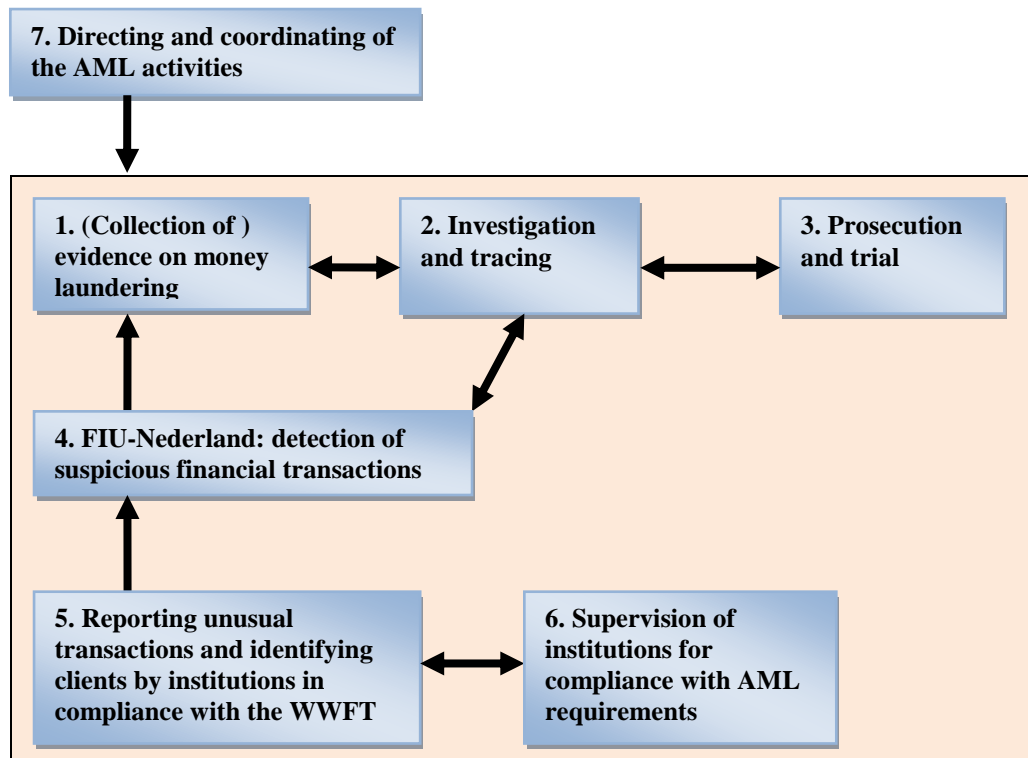 7. Directing and coordinating of
the AML activities
1. (Collection of )
evidence on money
laundering
2. Investigation
and tracing
3. Prosecution
and trial
4. FIU-Nederland: detection of
suspicious financial transactions
5. Reporting unusual
transactions and identifying
clients by institutions in
compliance with the WWFT
6. Supervision of
institutions for
compliance with AML
requirements